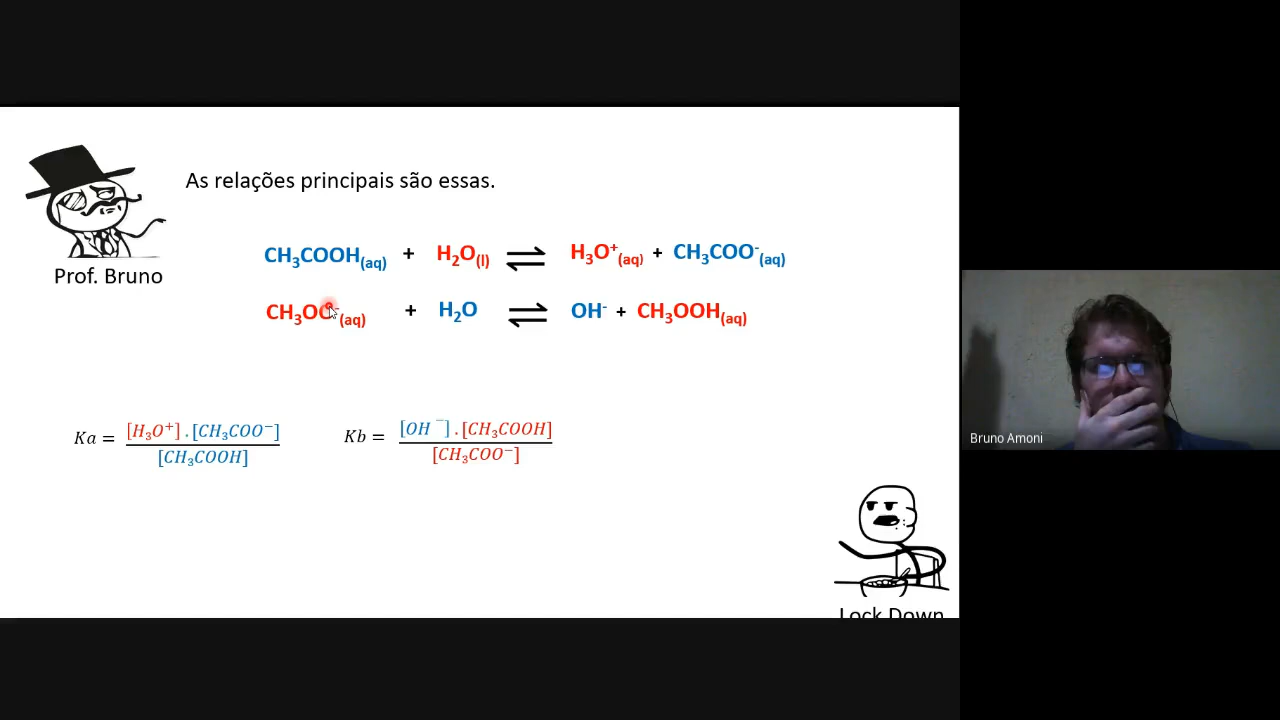 As relações principais são essas.
Prof. Bruno
CH₃COOH(aq) + H₂O(l) ⇌ H₃O⁺(aq) + CH₃COO⁻(aq)
CH₃OO⁻(aq) + H₂O ⇌ OH⁻ + CH₃OOH(aq)
Ka = [H₃O⁺] . [CH₃COO⁻] / [CH₃COOH]
Kb = [OH⁻] . [CH₃COOH] / [CH₃COO⁻]
Bruno Amoni
Lock Down